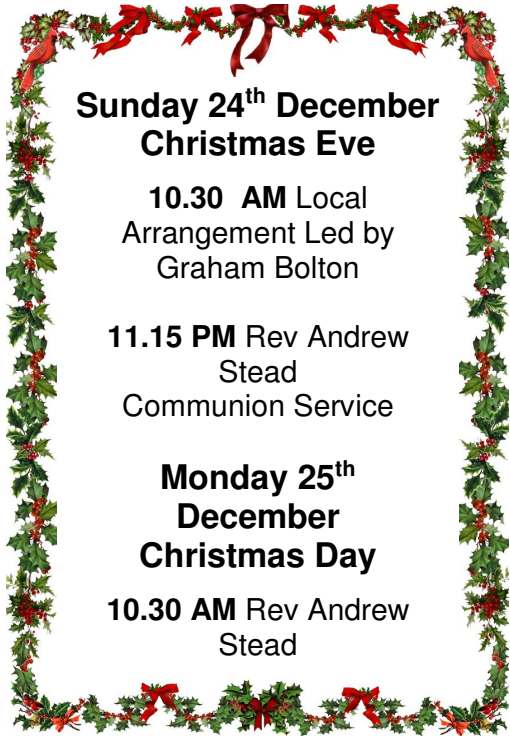 Sunday 24th December
Christmas Eve
10.30  AM Local
Arrangement Led by
Graham Bolton
11.15 PM Rev Andrew
Stead
Communion Service
Monday 25th
December
Christmas Day
10.30 AM Rev Andrew
Stead